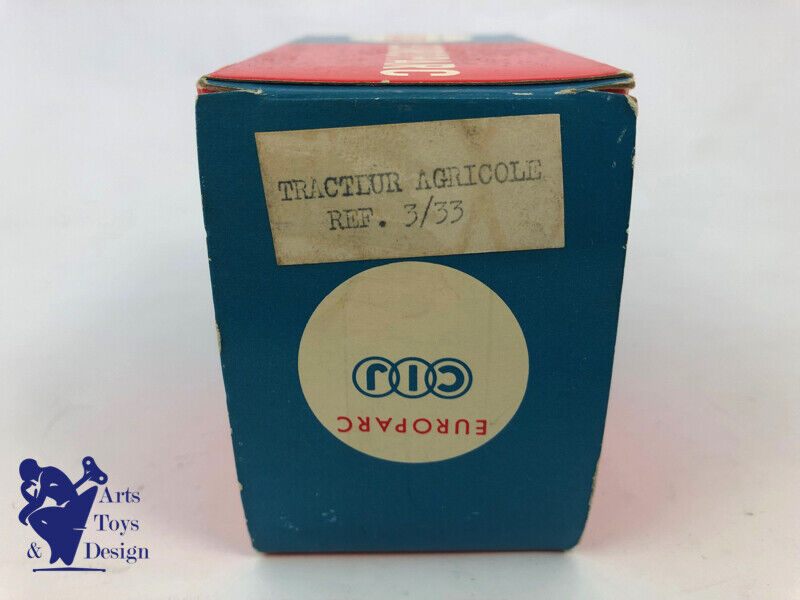 TRACTEUR AGRICOLE
REF. 3/33
CIJ
EUROPARC
Arts
Toys
& Design